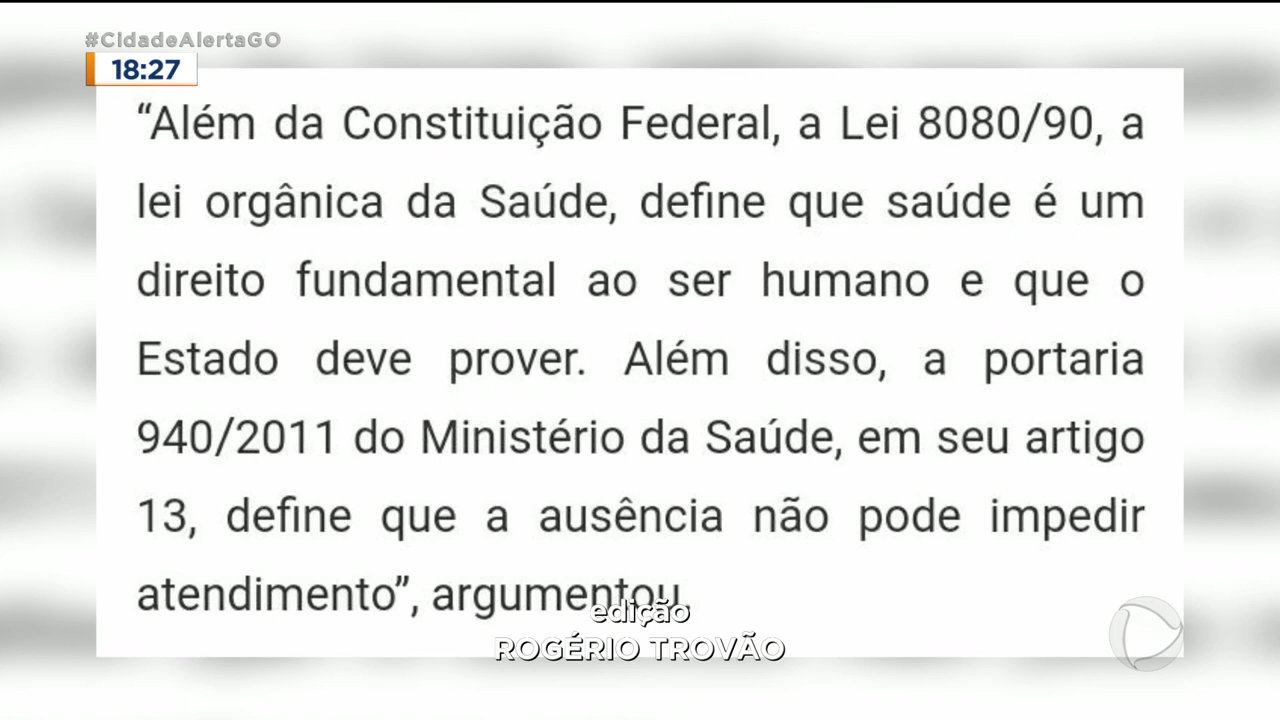 #CidadeAlertaGO
18:27
“Além da Constituição Federal, a Lei 8080/90, a
lei orgânica da Saúde, define que saúde é um
direito fundamental ao ser humano e que o
Estado deve prover. Além disso, a portaria
940/2011 do Ministério da Saúde, em seu artigo
13, define que a ausência não pode impedir
atendimento”, argumentou.
edição
ROGÉRIO TROVÃO